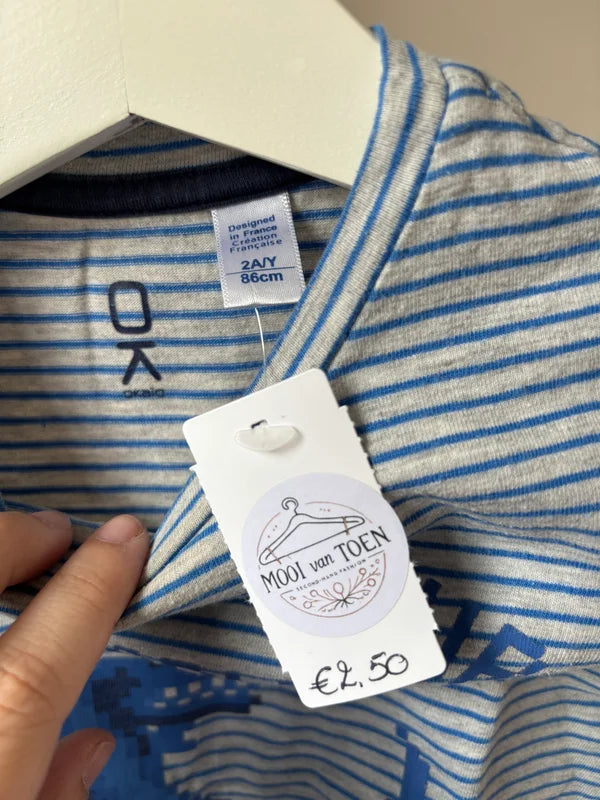 Designed
in France
Création
Française
2A/Y
86cm
OK
okaïdi
MOOI van TOEN
SECOND-HAND FASHION
€2,50